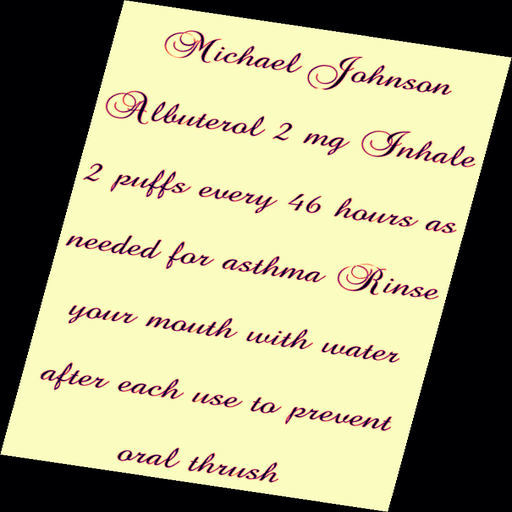 Michael Johnson
Albuterol 2 mg Inhale
2 puffs every 46 hours as
needed for asthma Rinse
your mouth with water
after each use to prevent
oral thrush